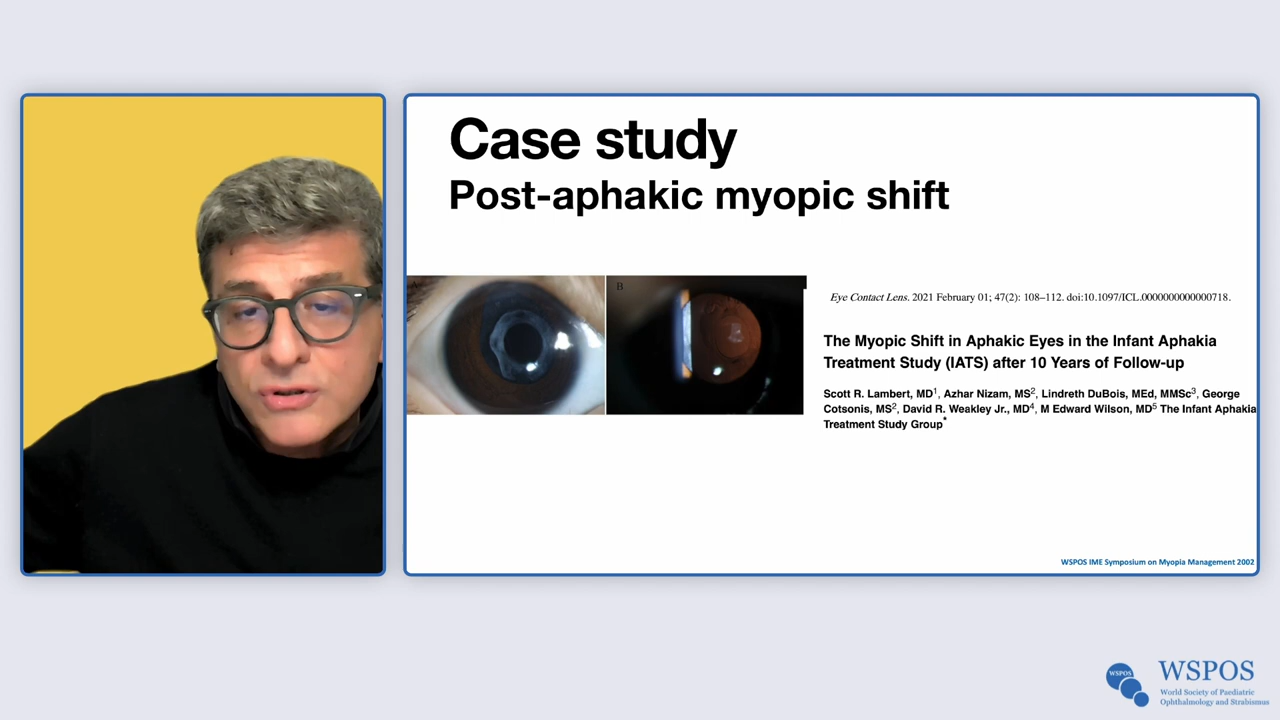 Case study
Post-aphakic myopic shift
B
Eye Contact Lens. 2021 February 01; 47(2): 108–112. doi:10.1097/ICL.0000000000000718.
The Myopic Shift in Aphakic Eyes in the Infant Aphakia
Treatment Study (IATS) after 10 Years of Follow-up
Scott R. Lambert, MD1, Azhar Nizam, MS2, Lindreth DuBois, MEd, MMSc3, George
Cotsonis, MS2, David R. Weakley Jr., MD4, M Edward Wilson, MD5 The Infant Aphakia
Treatment Study Group*
WSPOS IME Symposium on Myopia Management 2002
WSPOS
WSPOS
World Society of Paediatric
Ophthalmology and Strabismus